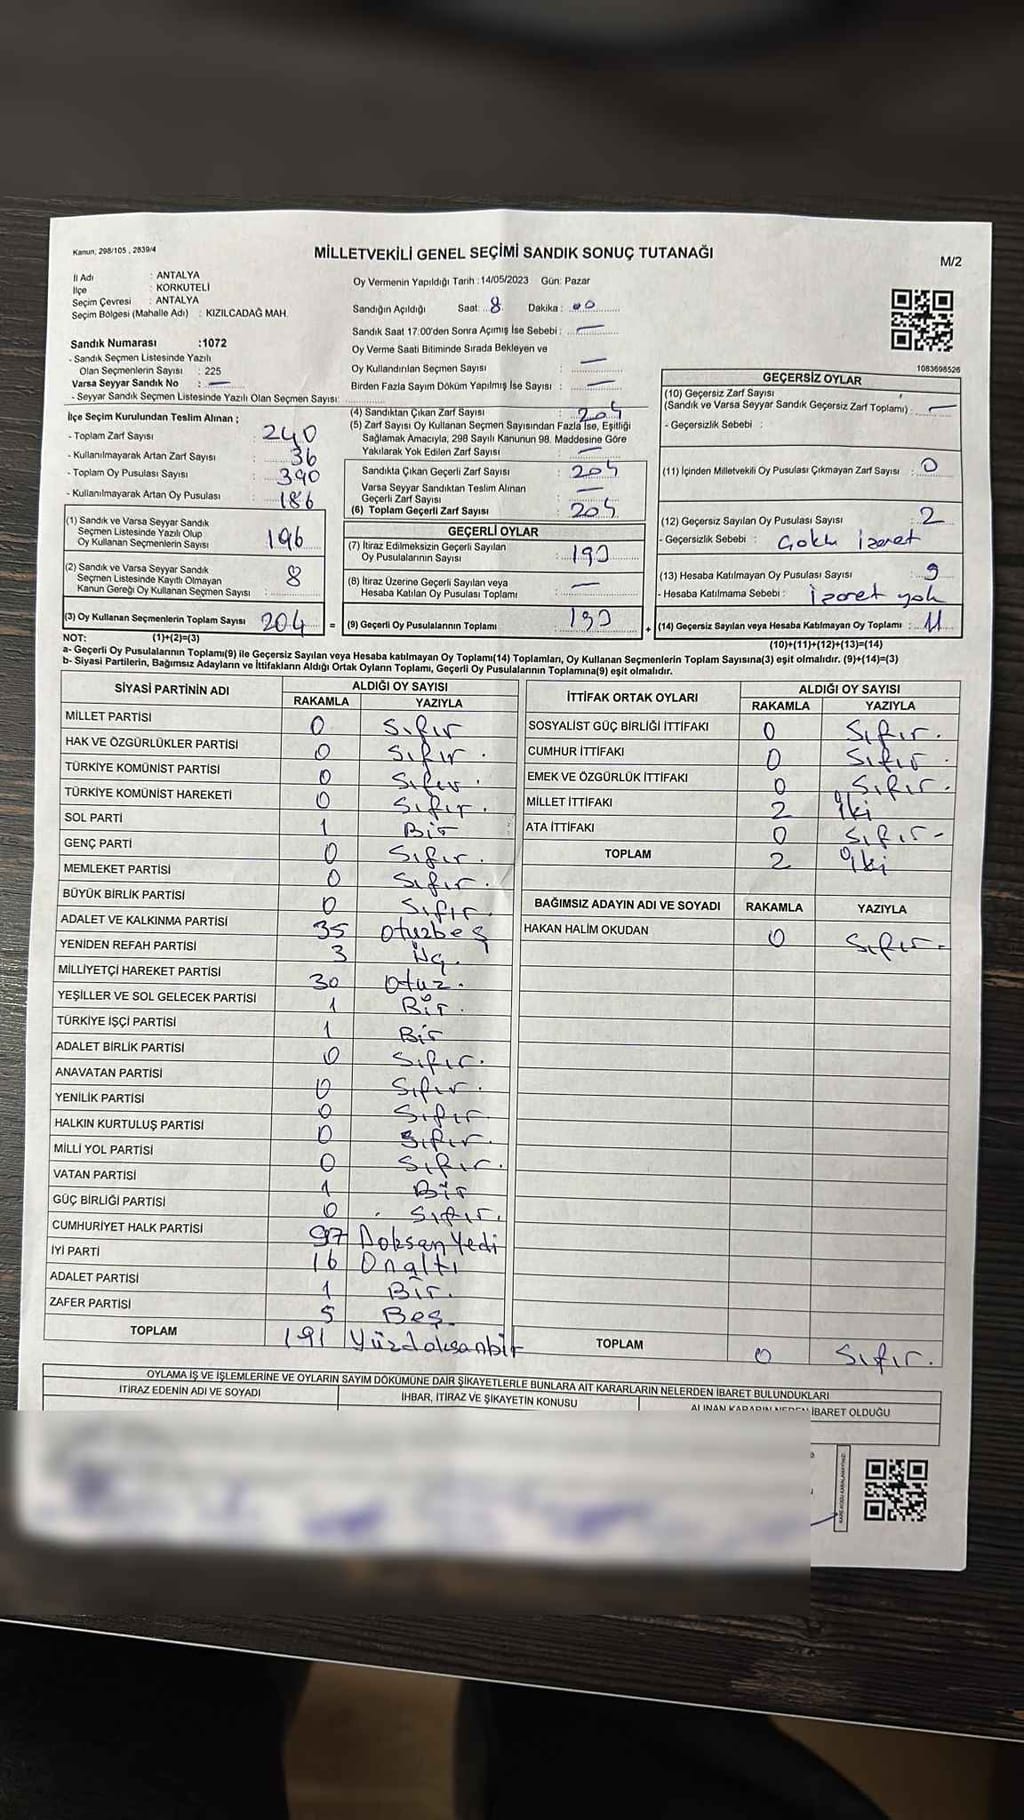 Kanun, 298/105 , 2839/4
MİLLETVEKİLİ GENEL SEÇİMİ SANDIK SONUÇ TUTANAĞI
M/2
İl Adı : ANTALYA
İlçe : KORKUTELİ
Seçim Çevresi : ANTALYA
Seçim Bölgesi (Mahalle Adı) : KIZILCADAĞ MAH.
Sandık Numarası :1072
- Sandık Seçmen Listesinde Yazılı
Olan Seçmenlerin Sayısı : 225
Varsa Seyyar Sandık No : —
- Seyyar Sandık Seçmen Listesinde Yazılı Olan Seçmen Sayısı:
Oy Vermenin Yapıldığı Tarih :14/05/2023 Gün: Pazar
Sandığın Açıldığı Saat: 8 Dakika : 00
Sandık Saat 17:00'den Sonra Açılmış İse Sebebi : —
Oy Verme Saati Bitiminde Sırada Bekleyen ve
Oy Kullandırılan Seçmen Sayısı : —
Birden Fazla Sayım Döküm Yapılmış İse Sayısı : —
1083698526
İlçe Seçim Kurulundan Teslim Alınan ;
- Toplam Zarf Sayısı : 240
- Kullanılmayarak Artan Zarf Sayısı : 36
- Toplam Oy Pusulası Sayısı : 390
- Kullanılmayarak Artan Oy Pusulası : 186
(1) Sandık ve Varsa Seyyar Sandık
Seçmen Listesinde Yazılı Olup
Oy Kullanan Seçmenlerin Sayısı : 196
(2) Sandık ve Varsa Seyyar Sandık
Seçmen Listesinde Kayıtlı Olmayan
Kanun Gereği Oy Kullanan Seçmen Sayısı : 8
(3) Oy Kullanan Seçmenlerin Toplam Sayısı 204 =
(4) Sandıktan Çıkan Zarf Sayısı : 204
(5) Zarf Sayısı Oy Kullanan Seçmen Sayısından Fazla İse, Eşitliği
Sağlamak Amacıyla, 298 Sayılı Kanunun 98. Maddesine Göre
Yakılarak Yok Edilen Zarf Sayısı : —
Sandıkta Çıkan Geçerli Zarf Sayısı : 204
Varsa Seyyar Sandıktan Teslim Alınan
Geçerli Zarf Sayısı : —
(6) Toplam Geçerli Zarf Sayısı : 204
GEÇERLİ OYLAR
(7) İtiraz Edilmeksizin Geçerli Sayılan
Oy Pusulalarının Sayısı : 193
(8) İtiraz Üzerine Geçerli Sayılan veya
Hesaba Katılan Oy Pusulası Toplamı : —
(9) Geçerli Oy Pusulalarının Toplamı : 193 +
GEÇERSİZ OYLAR
(10) Geçersiz Zarf Sayısı
(Sandık ve Varsa Seyyar Sandık Geçersiz Zarf Toplamı) : —
- Geçersizlik Sebebi :
(11) İçinden Milletvekili Oy Pusulası Çıkmayan Zarf Sayısı : 0
(12) Geçersiz Sayılan Oy Pusulası Sayısı : 2
- Geçersizlik Sebebi : Çoklu İşaret
(13) Hesaba Katılmayan Oy Pusulası Sayısı : 9
- Hesaba Katılmama Sebebi : İşaret yok
(14) Geçersiz Sayılan veya Hesaba Katılmayan Oy Toplamı : 11
NOT: (1)+(2)=(3)
(10)+(11)+(12)+(13)=(14)
a- Geçerli Oy Pusulalarının Toplamı(9) ile Geçersiz Sayılan veya Hesaba katılmayan Oy Toplamı(14) Toplamları, Oy Kullanan Seçmenlerin Toplam Sayısına(3) eşit olmalıdır. (9)+(14)=(3)
b- Siyasi Partilerin, Bağımsız Adayların ve İttifakların Aldığı Ortak Oyların Toplamı, Geçerli Oy Pusulalarının Toplamına(9) eşit olmalıdır.
SİYASİ PARTİNİN ADI ALDIĞI OY SAYISI
RAKAMLA YAZIYLA
MİLLET PARTİSİ 0 Sıfır
HAK VE ÖZGÜRLÜKLER PARTİSİ 0 Sıfır.
TÜRKİYE KOMÜNİST PARTİSİ 0 Sıfır.
TÜRKİYE KOMÜNİST HAREKETİ 0 Sıfır.
SOL PARTİ 1 Bir
GENÇ PARTİ 0 Sıfır.
MEMLEKET PARTİSİ 0 Sıfır.
BÜYÜK BİRLİK PARTİSİ 0 Sıfır.
ADALET VE KALKINMA PARTİSİ 35 otuzbeş
YENİDEN REFAH PARTİSİ 3 Üç.
MİLLİYETÇİ HAREKET PARTİSİ 30 otuz.
YEŞİLLER VE SOL GELECEK PARTİSİ 1 Bir.
TÜRKİYE İŞÇİ PARTİSİ 1 Bir
ADALET BİRLİK PARTİSİ 0 Sıfır.
ANAVATAN PARTİSİ 0 Sıfır.
YENİLİK PARTİSİ 0 Sıfır
HALKIN KURTULUŞ PARTİSİ 0 Sıfır.
MİLLİ YOL PARTİSİ 0 Sıfır.
VATAN PARTİSİ 1 Bir
GÜÇ BİRLİĞİ PARTİSİ 0 Sıfır.
CUMHURİYET HALK PARTİSİ 97 Doksan Yedi
İYİ PARTİ 16 Onaltı
ADALET PARTİSİ 1 Bir.
ZAFER PARTİSİ 5 Beş.
TOPLAM 191 Yüzdoksanbir
İTTİFAK ORTAK OYLARI ALDIĞI OY SAYISI
RAKAMLA YAZIYLA
SOSYALİST GÜÇ BİRLİĞİ İTTİFAKI 0 Sıfır.
CUMHUR İTTİFAKI 0 Sıfır.
EMEK VE ÖZGÜRLÜK İTTİFAKI 0 Sıfır.
MİLLET İTTİFAKI 2 İki
ATA İTTİFAKI 0 Sıfır-
TOPLAM 2 İki
BAĞIMSIZ ADAYIN ADI VE SOYADI RAKAMLA YAZIYLA
HAKAN HALİM OKUDAN 0 Sıfır-
TOPLAM 0 Sıfır.
OYLAMA İŞ VE İŞLEMLERİNE VE OYLARIN SAYIM DÖKÜMÜNE DAİR ŞİKAYETLERLE BUNLARA AİT KARARLARIN NELERDEN İBARET BULUNDUKLARI
İTİRAZ EDENİN ADI VE SOYADI
İHBAR, İTİRAZ VE ŞİKAYETİN KONUSU
ALINAN KARARIN NEDEN İBARET OLDUĞU